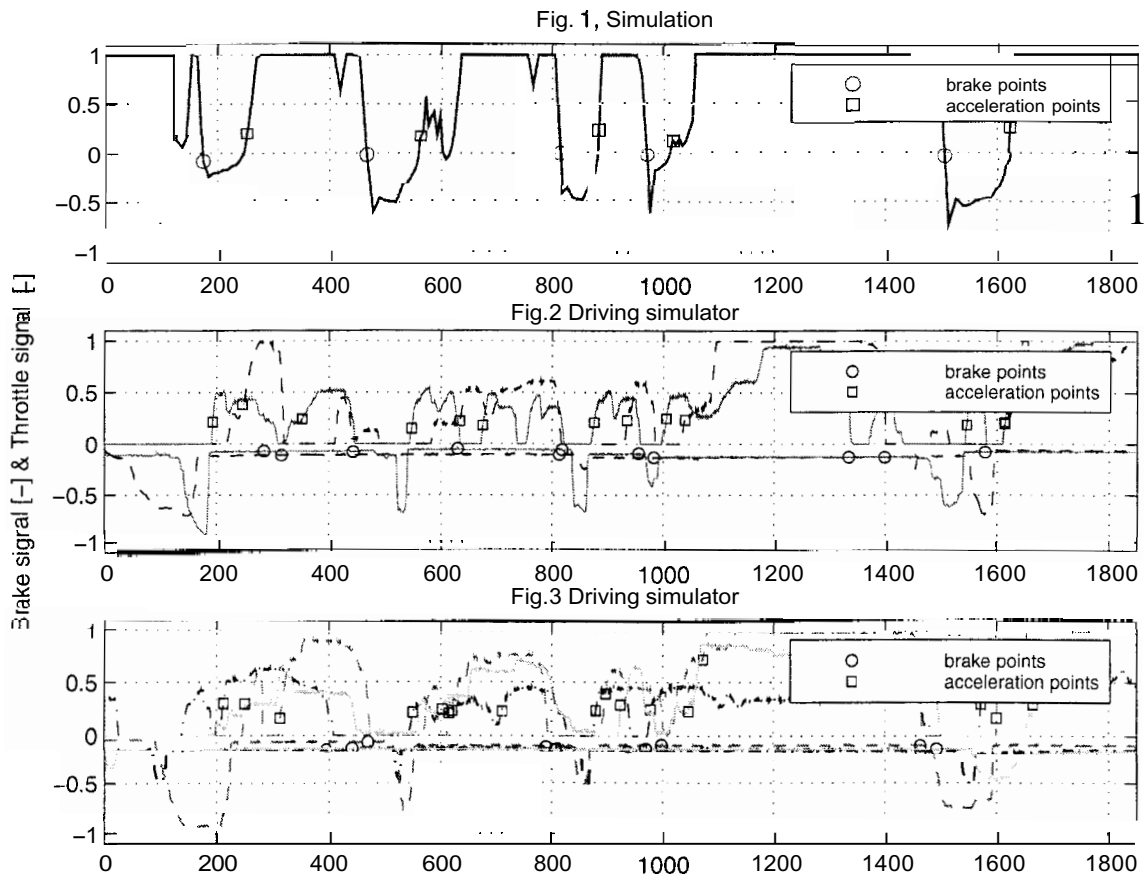 Fig. 1, Simulation
1
0.5
0
−0.5
−1
brake points
acceleration points
1
200 400 600 800 1000 1200 1400 1600 1800
Fig.2 Driving simulator
1
0.5
0
−0.5
−1
brake points
acceleration points
0 200 400 600 800 1000 1200 1400 1600 1800
Fig.3 Driving simulator
1
0.5
0
−0.5
−1
brake points
acceleration points
0 200 400 600 800 1000 1200 1400 1600 1800
Brake sigral [−] & Throttle signal [-]